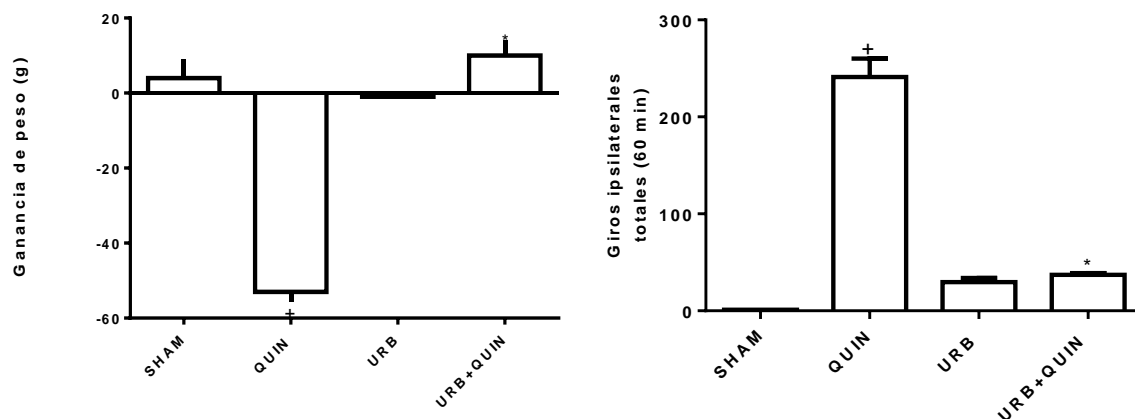 Ganancia de peso (g)
20
0
-20
-40
-60
*
+
SHAM
QUIN
URB
URB+QUIN
Giros ipsilaterales
totales (60 min)
300
200
100
0
+
*
SHAM
QUIN
URB
URB+QUIN